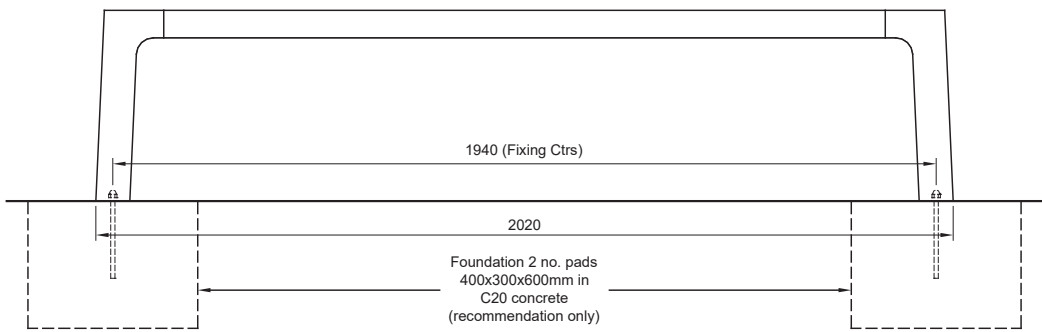 1940 (Fixing Ctrs)
2020
Foundation 2 no. pads
400x300x600mm in
C20 concrete
(recommendation only)